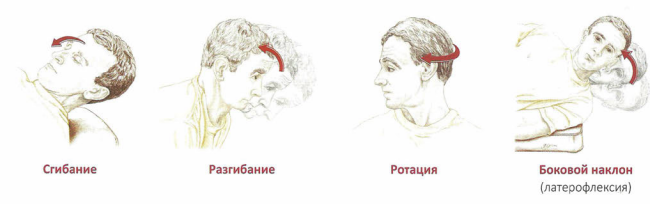 Сгибание
Разгибание
Ротация
Боковой наклон
(латерофлексия)